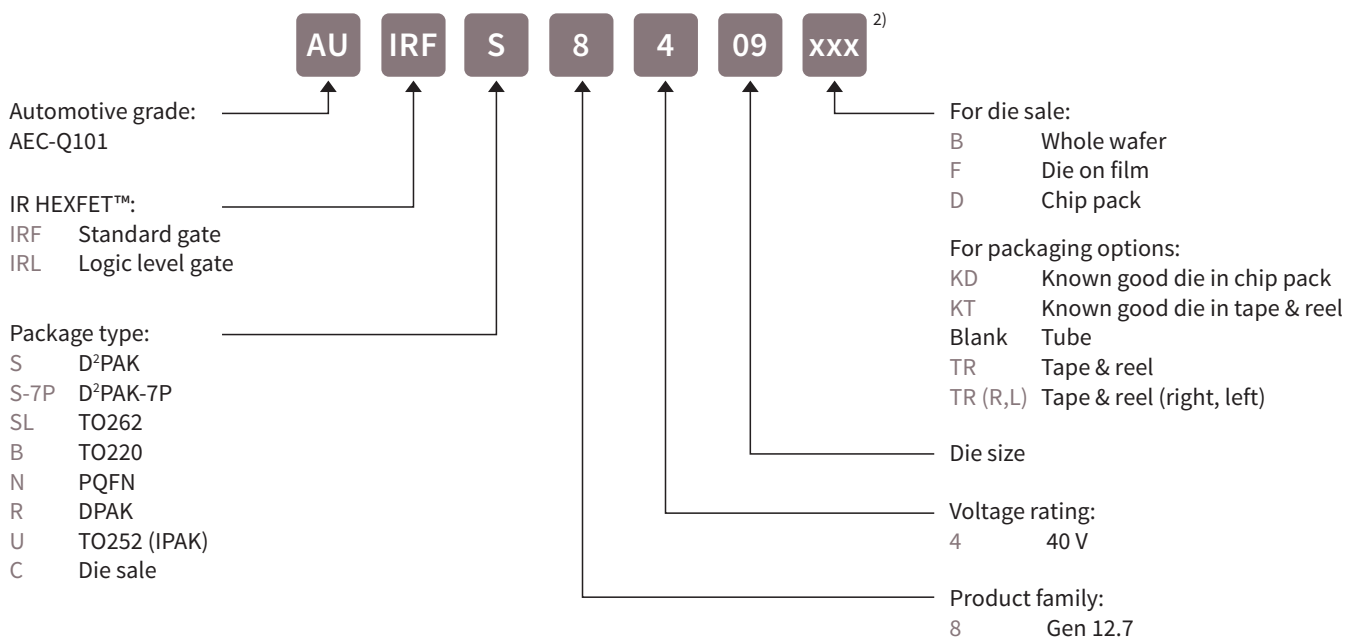 AU IRF S 8 4 09 xxx 2)
Automotive grade:
AEC-Q101
IR HEXFET™:
IRF Standard gate
IRL Logic level gate
Package type:
S D²PAK
S-7P D²PAK-7P
SL TO262
B TO220
N PQFN
R DPAK
U TO252 (IPAK)
C Die sale
For die sale:
B Whole wafer
F Die on film
D Chip pack
For packaging options:
KD Known good die in chip pack
KT Known good die in tape & reel
Blank Tube
TR Tape & reel
TR (R,L) Tape & reel (right, left)
Die size
Voltage rating:
4 40 V
Product family:
8 Gen 12.7